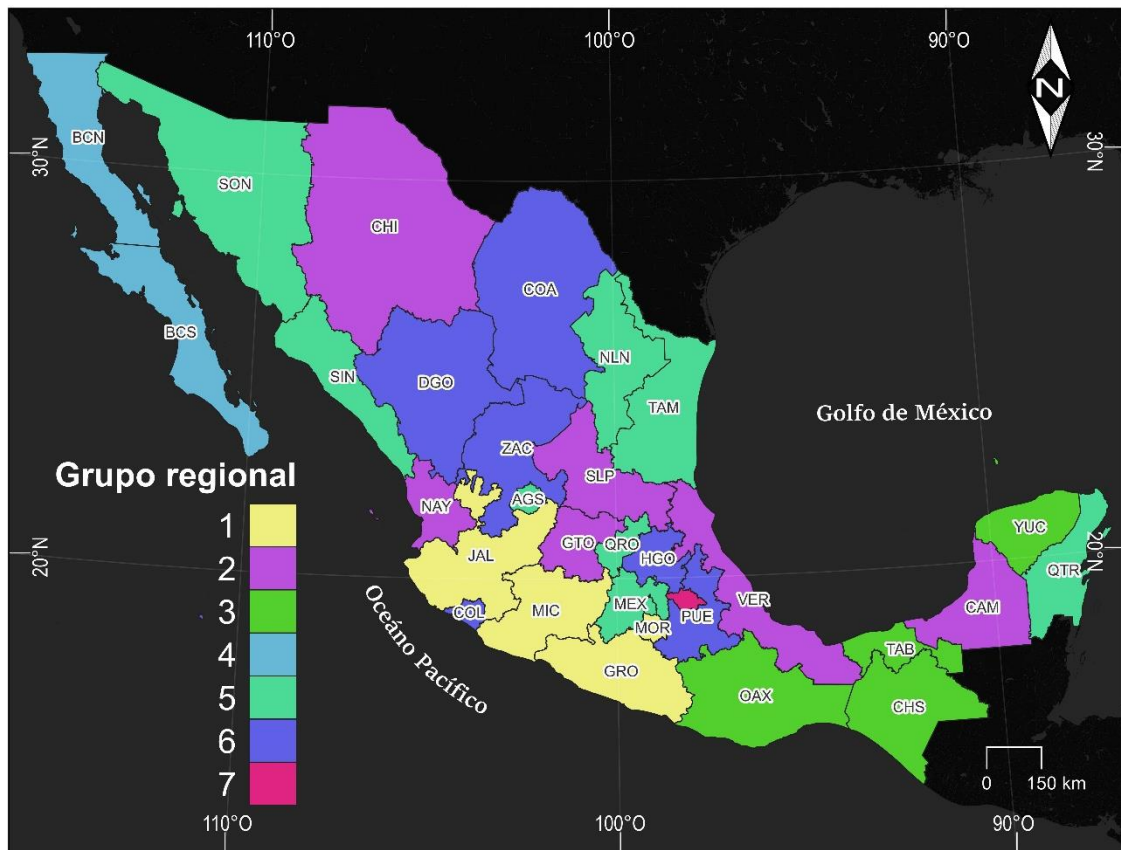 110°O
100°O
90°O
N
BCN
30°N
30°N
SON
CHI
COA
BCS
NLN
SIN
DGO
TAM
Golfo de México
ZAC
Grupo regional
SLP
AGS
NAY
1
YUC
GTO
QRO
HGO
20°N
20°N
JAL
2
QTR
MEX
VER
CAM
COL
MIC
PUE
3
MOR
TAB
Oceáno Pacífico
GRO
4
OAX
CHS
5
6
0 150 km
7
110°O
100°O
90°O